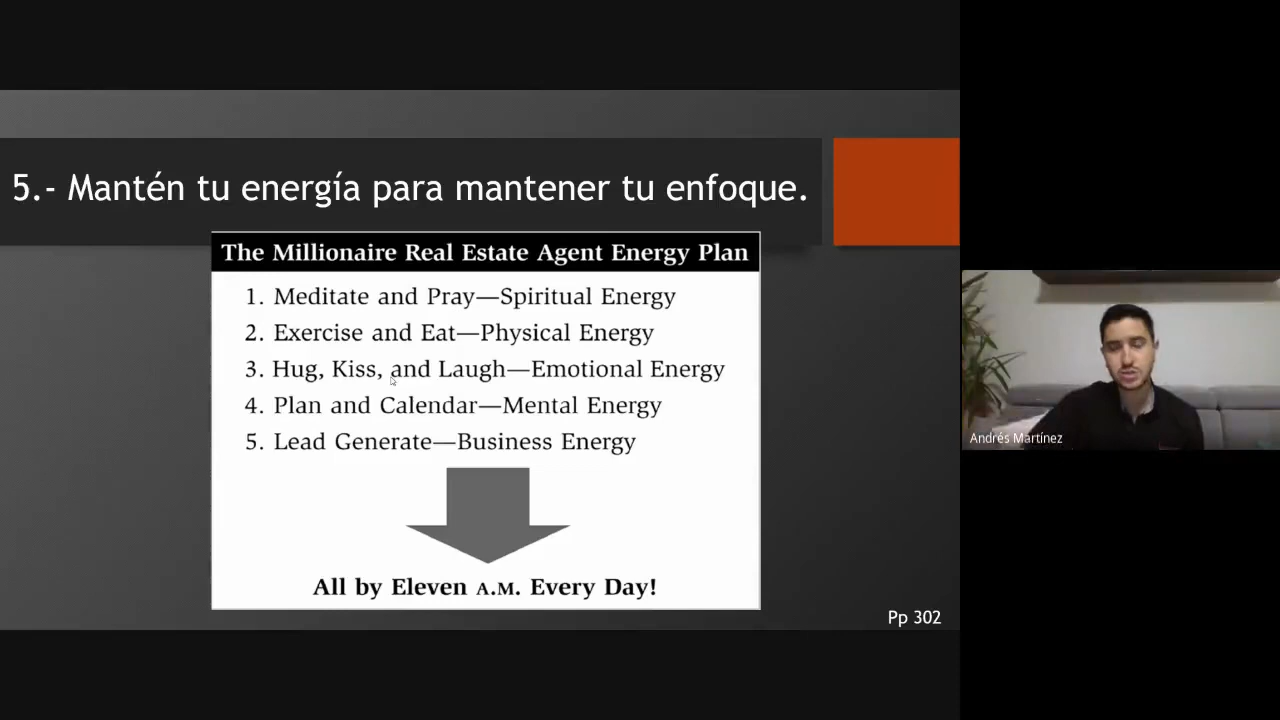 5.- Mantén tu energía para mantener tu enfoque.
The Millionaire Real Estate Agent Energy Plan
1. Meditate and Pray—Spiritual Energy
2. Exercise and Eat—Physical Energy
3. Hug, Kiss, and Laugh—Emotional Energy
4. Plan and Calendar—Mental Energy
5. Lead Generate—Business Energy
All by Eleven A.M. Every Day!
Pp 302
Andrés Martínez